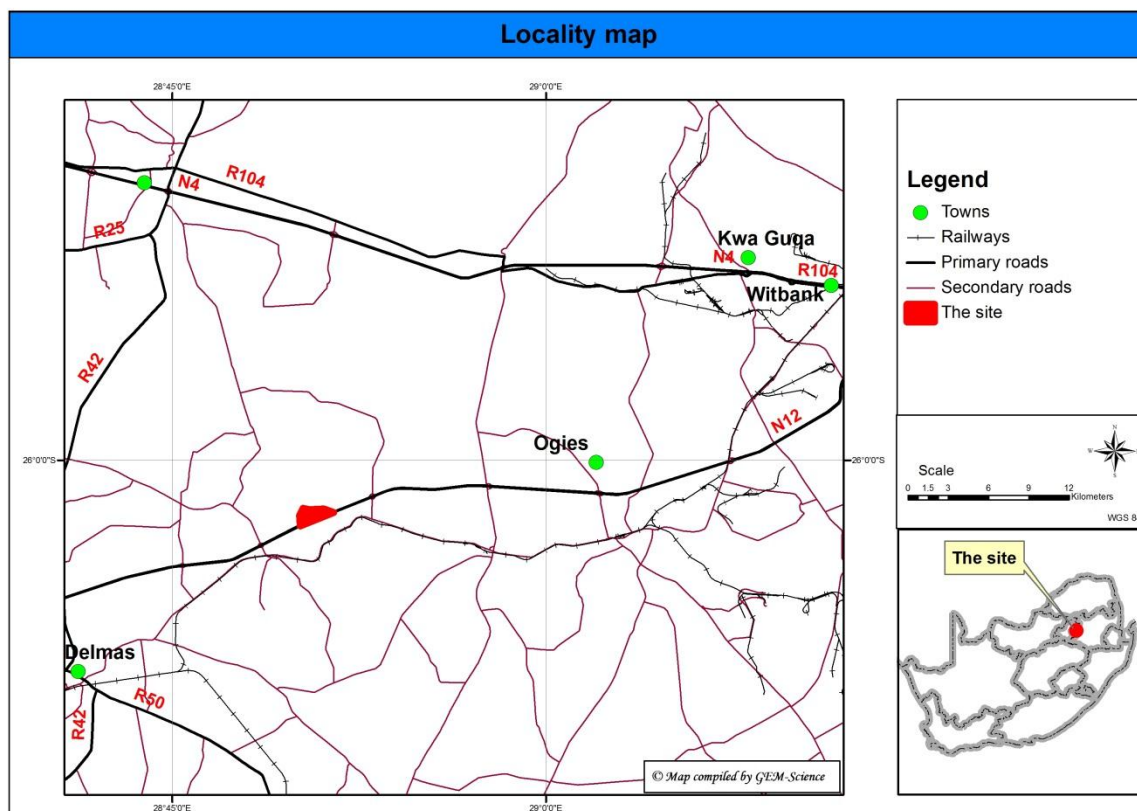 Locality map
28°45'0"E
29°0'0"E
R104
N4
R25
R42
Kwa Guqa
N4
R104
Witbank
N12
Ogies
26°0'0"S
26°0'0"S
Delmas
R50
R42
© Map compiled by GEM-Science
28°45'0"E
29°0'0"E
Legend
Towns
Railways
Primary roads
Secondary roads
The site
N
W
E
S
Scale
0 1.5 3 6 9 12
Kilometers
WGS 8
The site